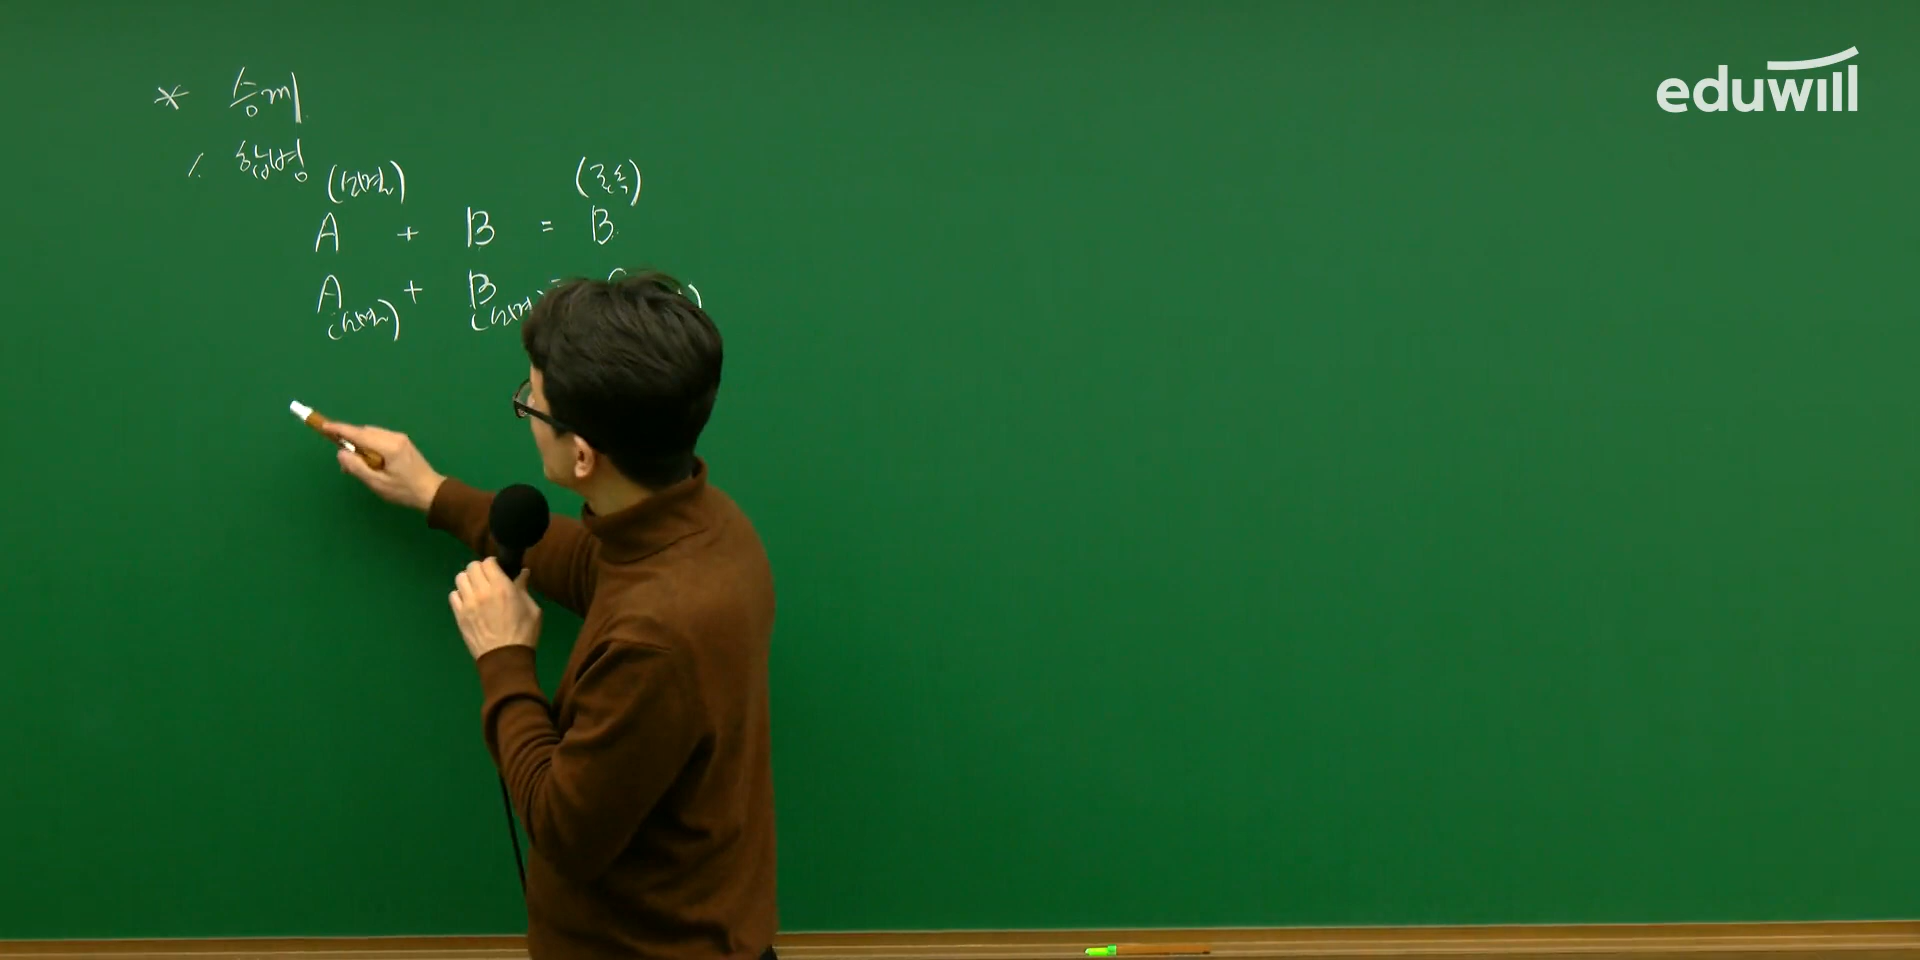 eduwill
* 승계
1. 합병
(소멸) (존속)
A + B = B
A + B =
(소멸) (소멸